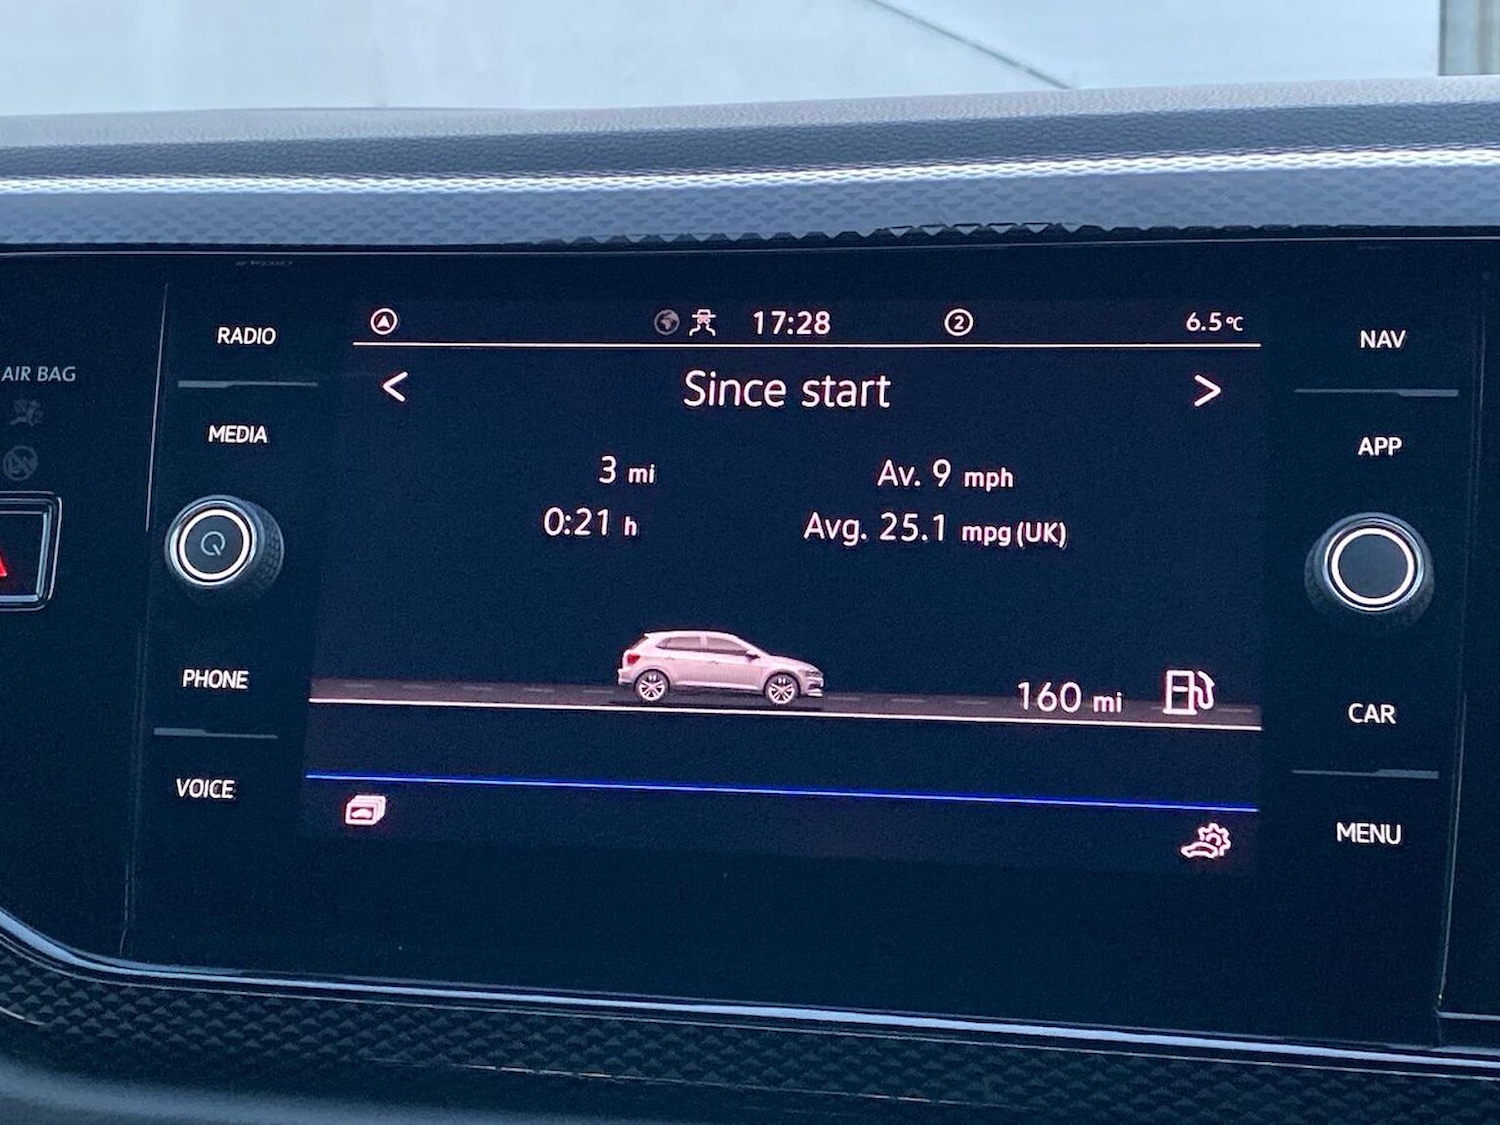 17:28
2
6.5°C
RADIO
NAV
AIR BAG
< Since start >
MEDIA
APP
3 mi
Av. 9 mph
0:21 h
Avg. 25.1 mpg (UK)
PHONE
160 mi
CAR
VOICE
MENU